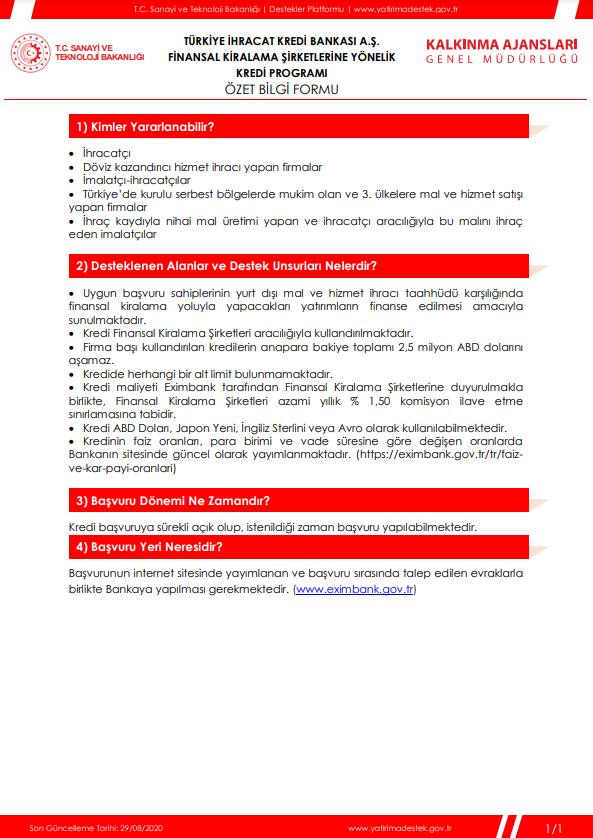 T.C. Sanayi ve Teknoloji Bakanlığı | Destekler Platformu | www.yatirimadestek.gov.tr
T.C. SANAYİ VE
TEKNOLOJİ BAKANLIĞI
TÜRKİYE İHRACAT KREDİ BANKASI A.Ş.
FİNANSAL KİRALAMA ŞİRKETLERİNE YÖNELİK
KREDİ PROGRAMI
ÖZET BİLGİ FORMU
KALKINMA AJANSLARI
GENEL MÜDÜRLÜĞÜ
1) Kimler Yararlanabilir?
• İhracatçı
• Döviz kazandırıcı hizmet ihracı yapan firmalar
• İmalatçı-ihracatçılar
• Türkiye’de kurulu serbest bölgelerde mukim olan ve 3. ülkelere mal ve hizmet satışı
yapan firmalar
• İhraç kaydıyla nihai mal üretimi yapan ve ihracatçı aracılığıyla bu malını ihraç
eden imalatçılar
2) Desteklenen Alanlar ve Destek Unsurları Nelerdir?
• Uygun başvuru sahiplerinin yurt dışı mal ve hizmet ihracı taahhüdü karşılığında
finansal kiralama yoluyla yapacakları yatırımların finanse edilmesi amacıyla
sunulmaktadır.
• Kredi Finansal Kiralama Şirketleri aracılığıyla kullandırılmaktadır.
• Firma başı kullandırılan kredilerin anapara bakiye toplamı 2,5 milyon ABD dolarını
aşamaz.
• Kredide herhangi bir alt limit bulunmamaktadır.
• Kredi maliyeti Eximbank tarafından Finansal Kiralama Şirketlerine duyurulmakla
birlikte, Finansal Kiralama Şirketleri azami yıllık % 1,50 komisyon ilave etme
sınırlamasına tabidir.
• Kredi ABD Doları, Japon Yeni, İngiliz Sterlini veya Avro olarak kullanılabilmektedir.
• Kredinin faiz oranları, para birimi ve vade süresine göre değişen oranlarda
Bankanın sitesinde güncel olarak yayımlanmaktadır. (https://eximbank.gov.tr/tr/faiz-
ve-kar-payi-oranlari)
3) Başvuru Dönemi Ne Zamandır?
Kredi başvuruya sürekli açık olup, istenildiği zaman başvuru yapılabilmektedir.
4) Başvuru Yeri Neresidir?
Başvurunun internet sitesinde yayımlanan ve başvuru sırasında talep edilen evraklarla
birlikte Bankaya yapılması gerekmektedir. (www.eximbank.gov.tr)
Son Güncelleme Tarihi: 29/08/2020
www.yatirimadestek.gov.tr
1/1